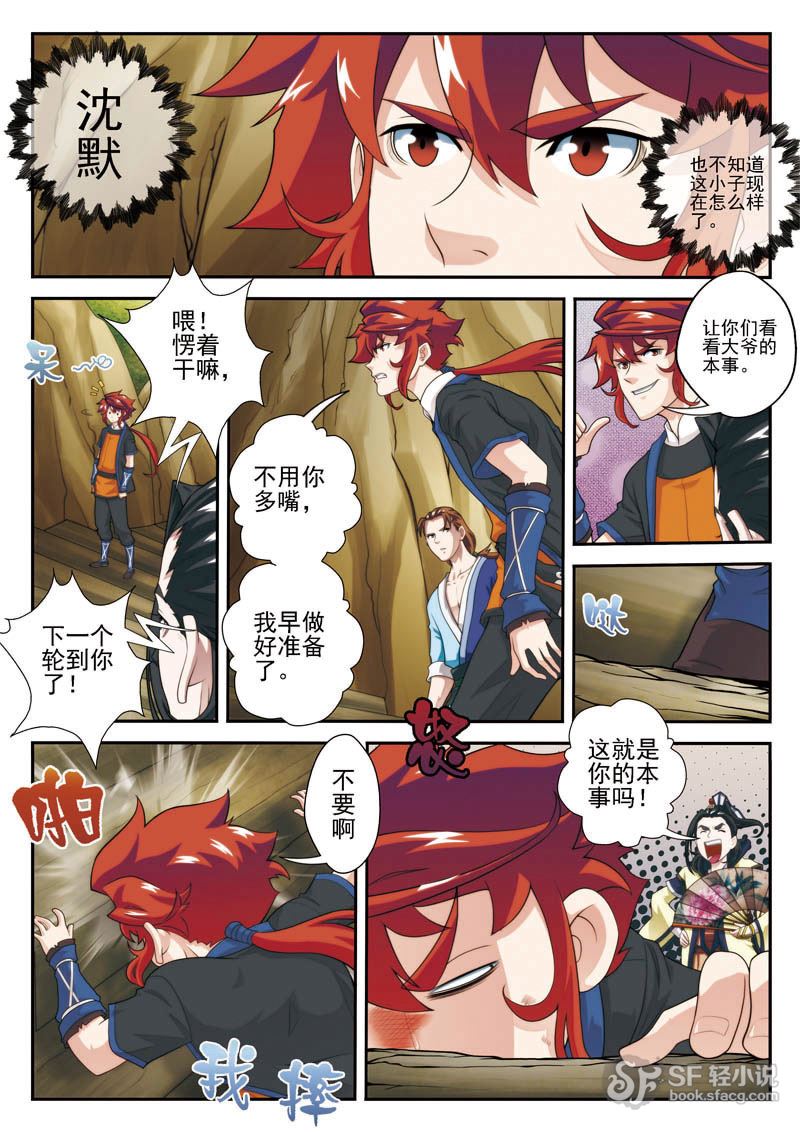 沈
默
不知道
也小子现
这怎么样
在了。
呆
喂！
愣着
干嘛，
下一个
轮到你
了！
不用你
多嘴，
早做
我准备
好了。
让你们看
看大爷的
本事。
哒
啪
不
要
啊
我摔
怒
这就是
你的本
事吗！
SF轻小说
book.sfacg.com